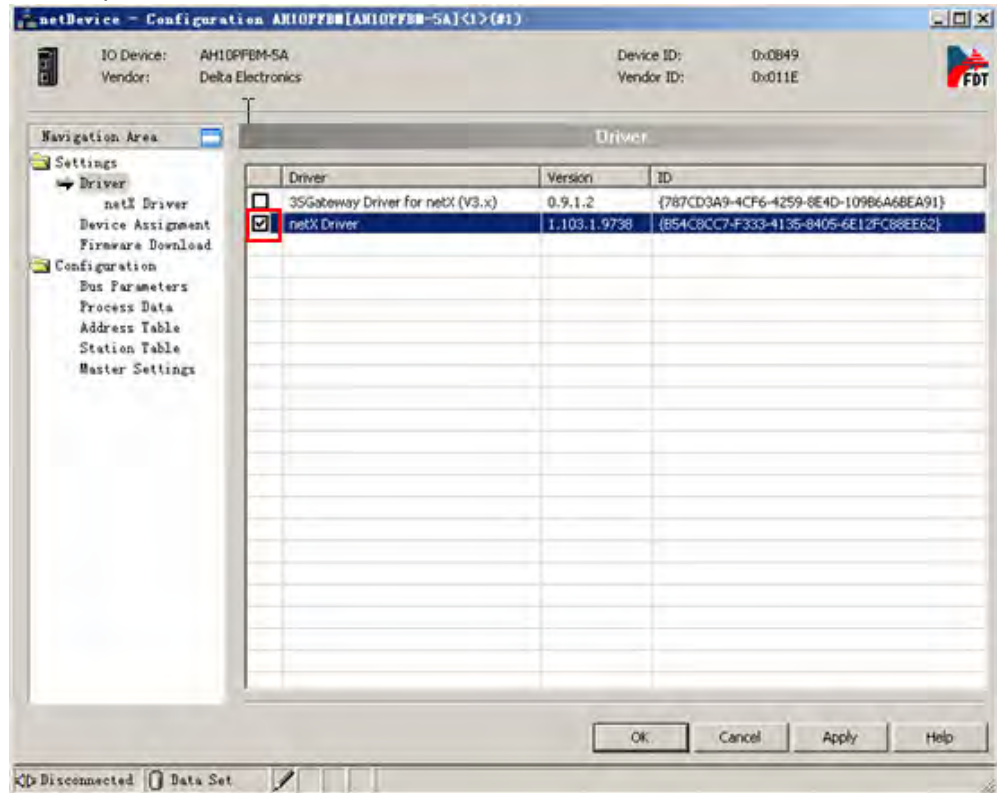 netDevice - Configuration AH10PFBM[AH10PFBM-5A]<1>(#1)
IO Device: AH10PFBM-5A Device ID: 0x0B49
Vendor: Delta Electronics Vendor ID: 0x011E
FDT
Navigation Area
Driver
Settings
Driver
netX Driver
Device Assignment
Firmware Download
Configuration
Bus Parameters
Process Data
Address Table
Station Table
Master Settings
Driver Version ID
3SGateway Driver for netX (V3.x) 0.9.1.2 {787CD3A9-4CF6-4259-8E4D-109B6A6BEA91}
netX Driver 1.103.1.9738 {B54C8CC7-F333-4135-8405-6E12FC88EE62}
OK Cancel Apply Help
Disconnected Data Set